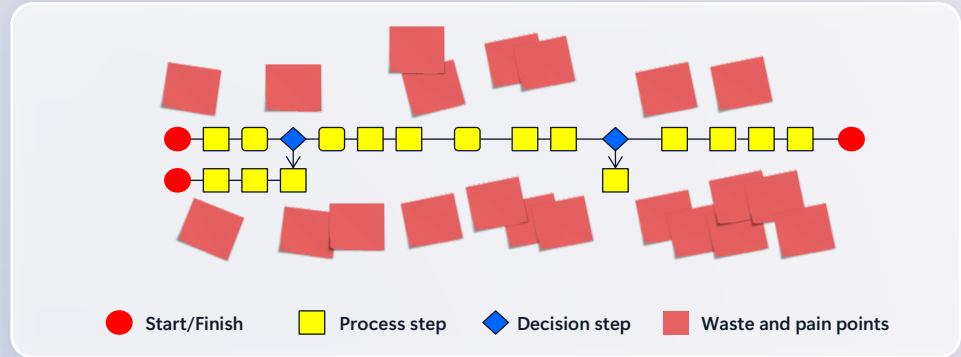 Start/Finish
Process step
Decision step
Waste and pain points